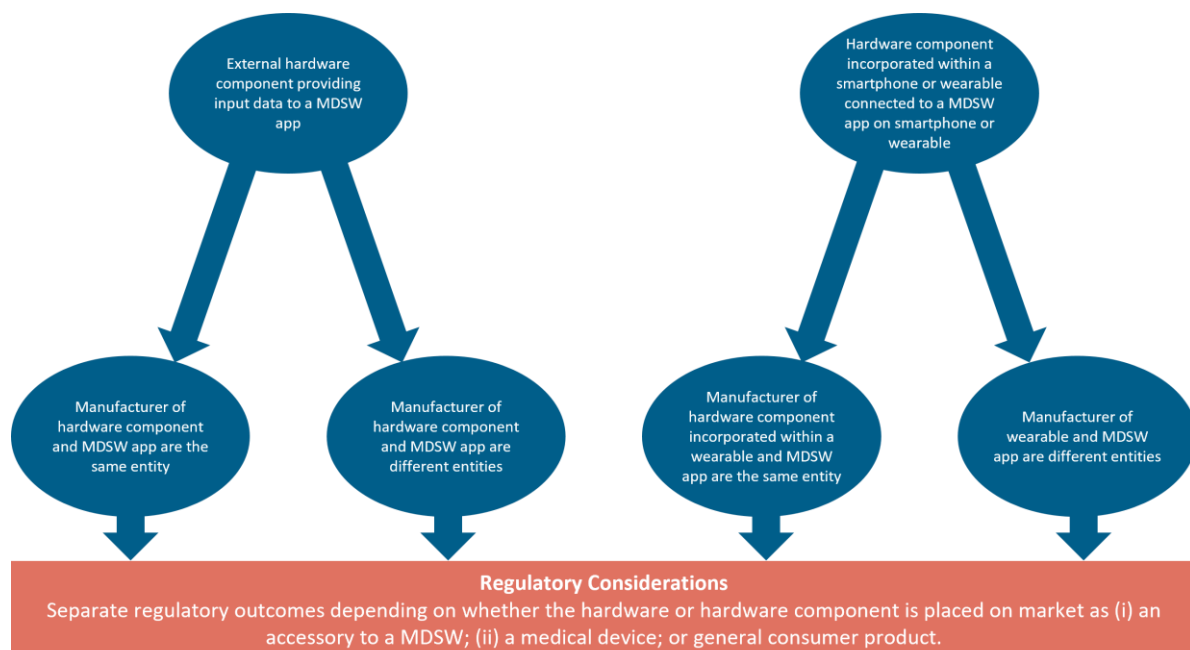 External hardware
component providing
input data to a MDSW
app
Hardware component
incorporated within a
smartphone or wearable
connected to a MDSW
app on smartphone or
wearable
Manufacturer of
hardware component
and MDSW app are the
same entity
Manufacturer of
hardware component
and MDSW app are
different entities
Manufacturer of
hardware component
incorporated within a
wearable and MDSW
app are the same entity
Manufacturer of
wearable and MDSW
app are different entities
Regulatory Considerations
Separate regulatory outcomes depending on whether the hardware or hardware component is placed on market as (i) an
accessory to a MDSW; (ii) a medical device; or general consumer product.